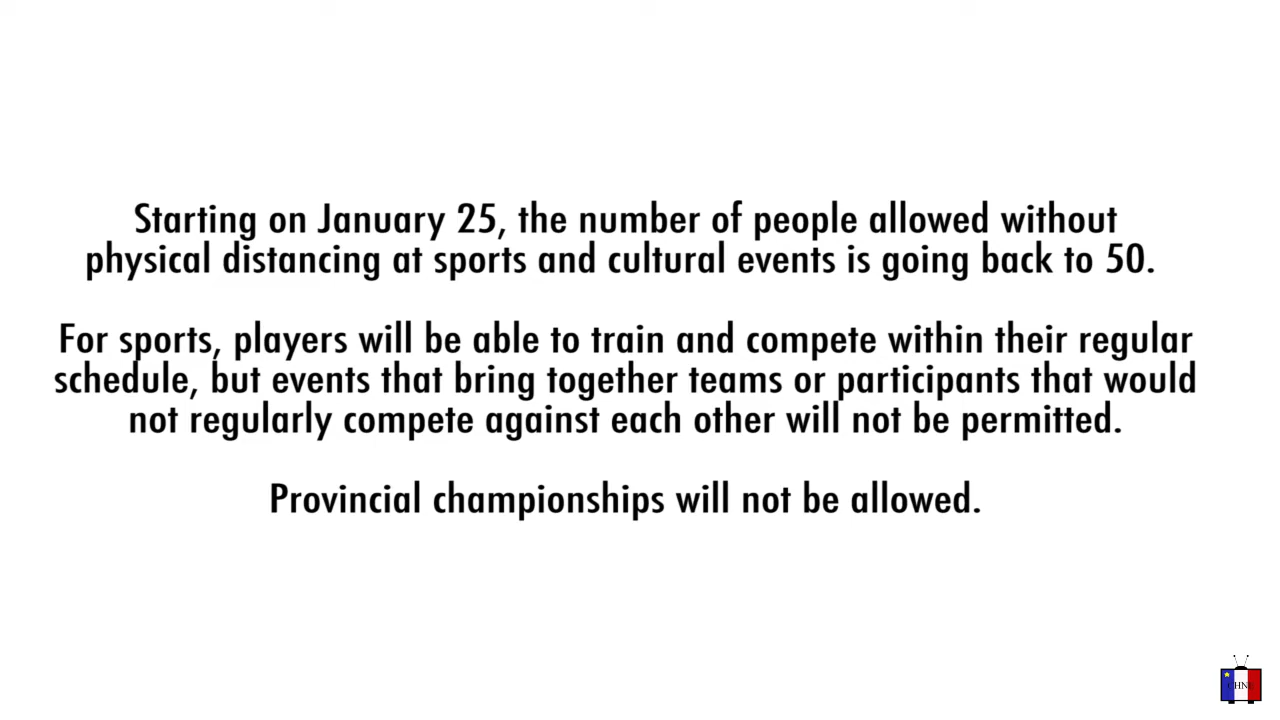 Starting on January 25, the number of people allowed without
physical distancing at sports and cultural events is going back to 50.
For sports, players will be able to train and compete within their regular
schedule, but events that bring together teams or participants that would
not regularly compete against each other will not be permitted.
Provincial championships will not be allowed.